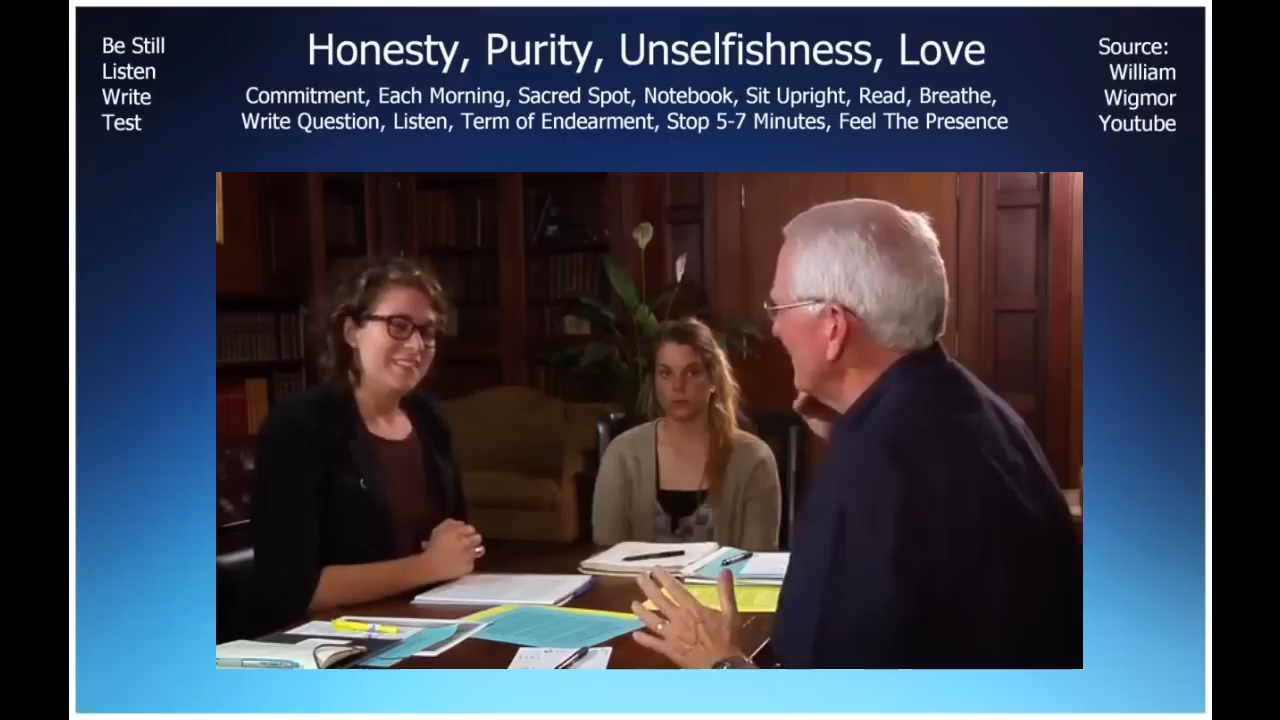 Be Still
Listen
Write
Test
Honesty, Purity, Unselfishness, Love
Commitment, Each Morning, Sacred Spot, Notebook, Sit Upright, Read, Breathe,
Write Question, Listen, Term of Endearment, Stop 5-7 Minutes, Feel The Presence
Source:
William
Wigmor
Youtube